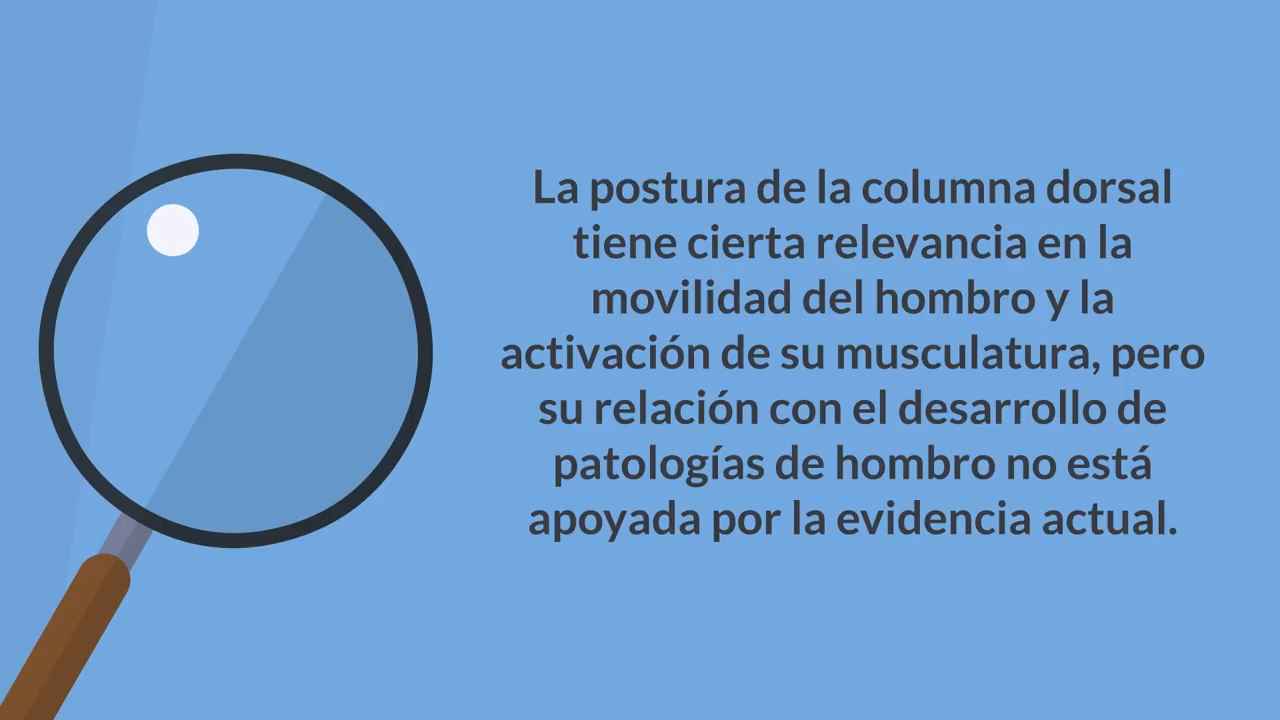 La postura de la columna dorsal
tiene cierta relevancia en la
movilidad del hombro y la
activación de su musculatura, pero
su relación con el desarrollo de
patologías de hombro no está
apoyada por la evidencia actual.